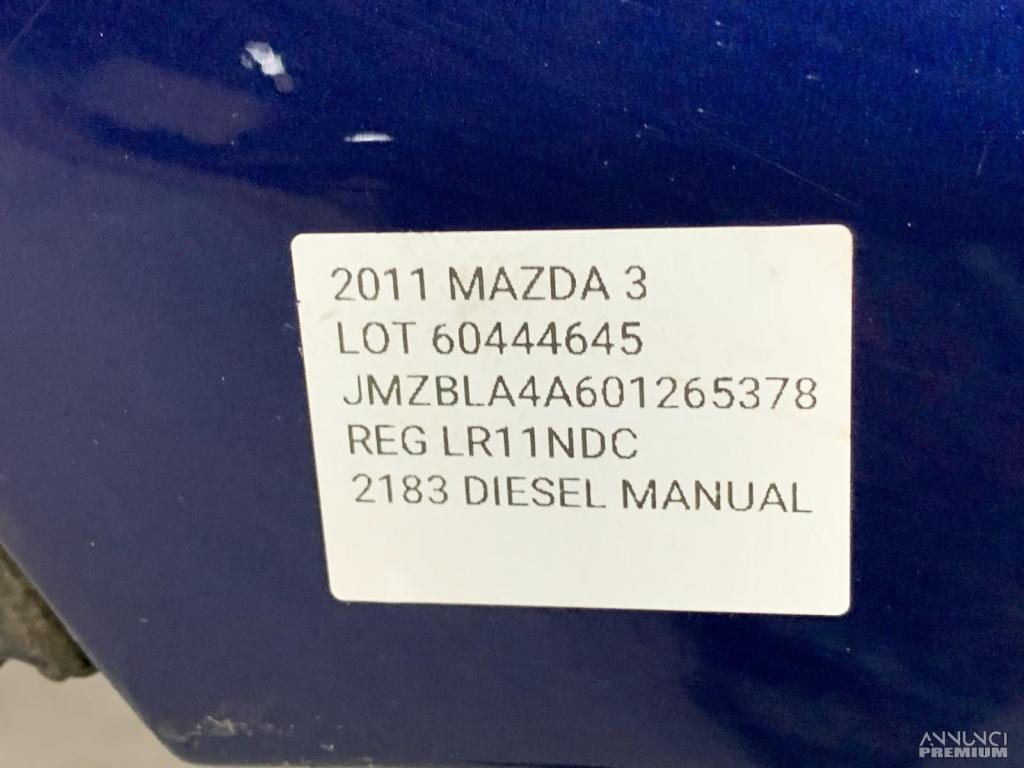 2011 MAZDA 3
LOT 60444645
JMZBLA4A601265378
REG LR11NDC
2183 DIESEL MANUAL
ANNUNCI
PREMIUM